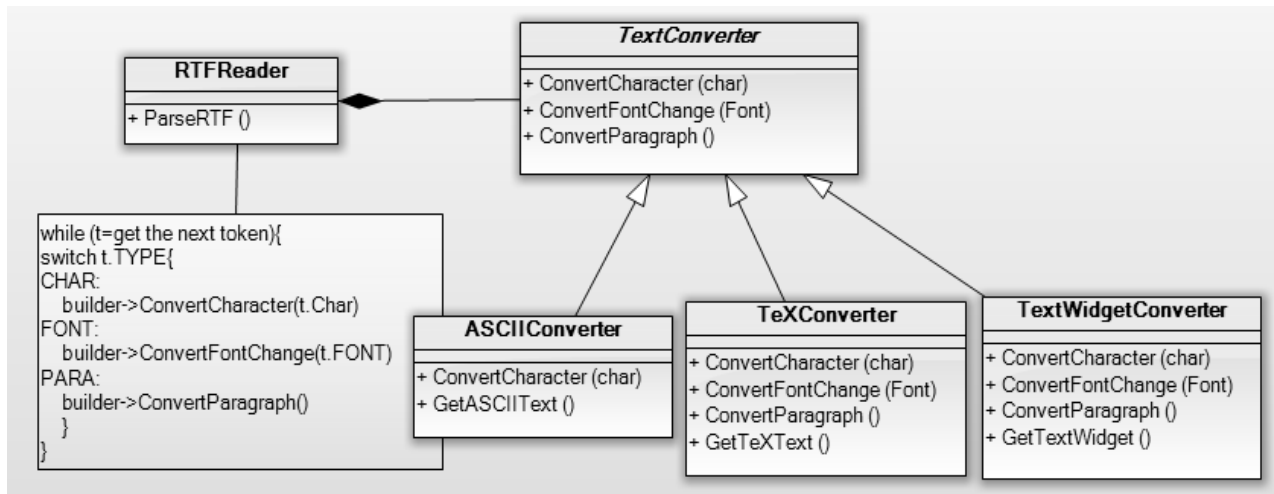 TextConverter
+ ConvertCharacter (char)
+ ConvertFontChange (Font)
+ ConvertParagraph ()
RTFReader
+ ParseRTF ()
while (t=get the next token){
switch t.TYPE{
CHAR:
builder->ConvertCharacter(t.Char)
FONT:
builder->ConvertFontChange(t.FONT)
PARA:
builder->ConvertParagraph()
}
}
ASCIIConverter
+ ConvertCharacter (char)
+ GetASCIIText ()
TeXConverter
+ ConvertCharacter (char)
+ ConvertFontChange (Font)
+ ConvertParagraph ()
+ GetTeXText ()
TextWidgetConverter
+ ConvertCharacter (char)
+ ConvertFontChange (Font)
+ ConvertParagraph ()
+ GetTextWidget ()